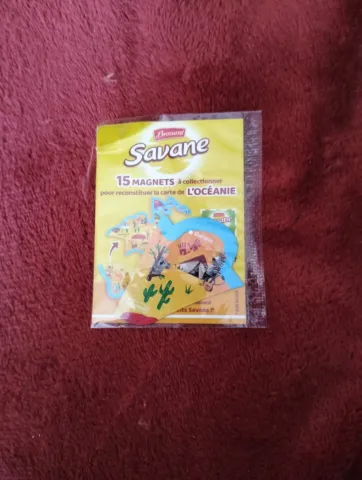 Brossard
Savane
15 MAGNETS à collectionner
pour reconstituer la carte de L'OCÉANIE